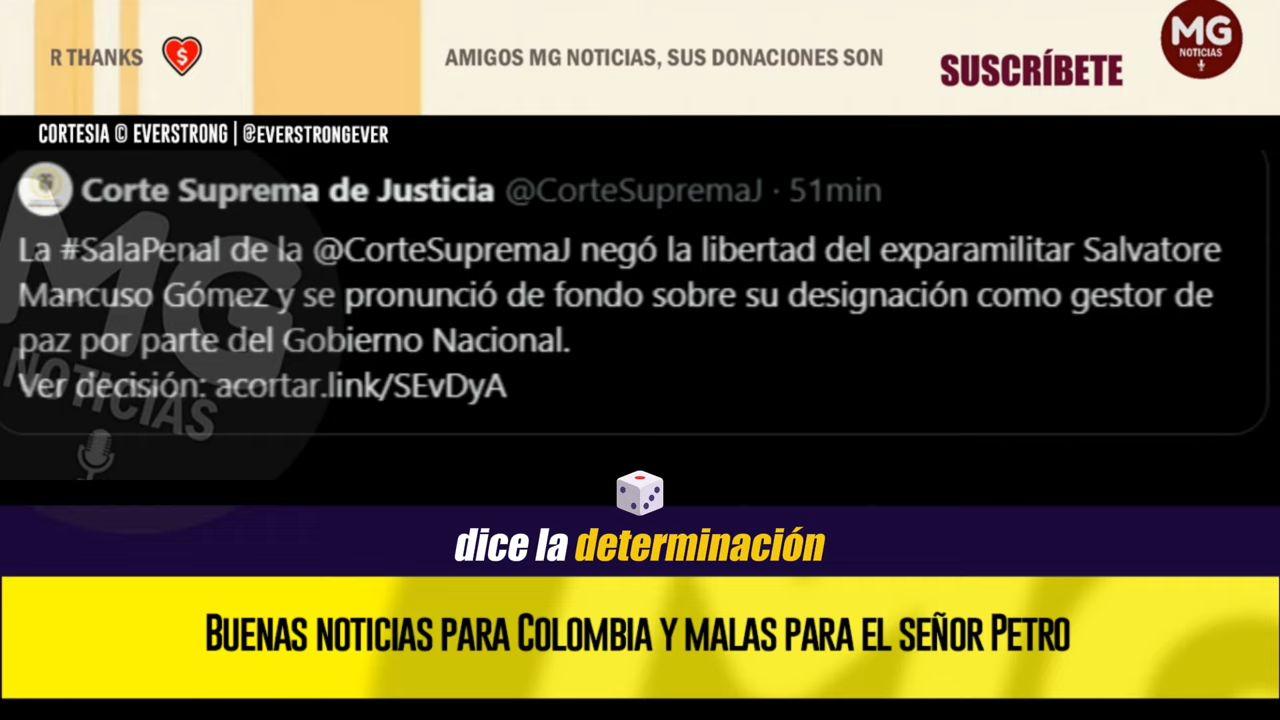 R THANKS
AMIGOS MG NOTICIAS, SUS DONACIONES SON
SUSCRÍBETE
MG
NOTICIAS
CORTESIA © EVERSTRONG | @EVERSTRONGEVER
Corte Suprema de Justicia @CorteSupremaJ · 51min
La #SalaPenal de la @CorteSupremaJ negó la libertad del exparamilitar Salvatore
Mancuso Gómez y se pronunció de fondo sobre su designación como gestor de
paz por parte del Gobierno Nacional.
Ver decisión: acortar.link/SEvDyA
MG
NOTICIAS
dice la determinación
BUENAS NOTICIAS PARA COLOMBIA Y MALAS PARA EL SEÑOR PETRO